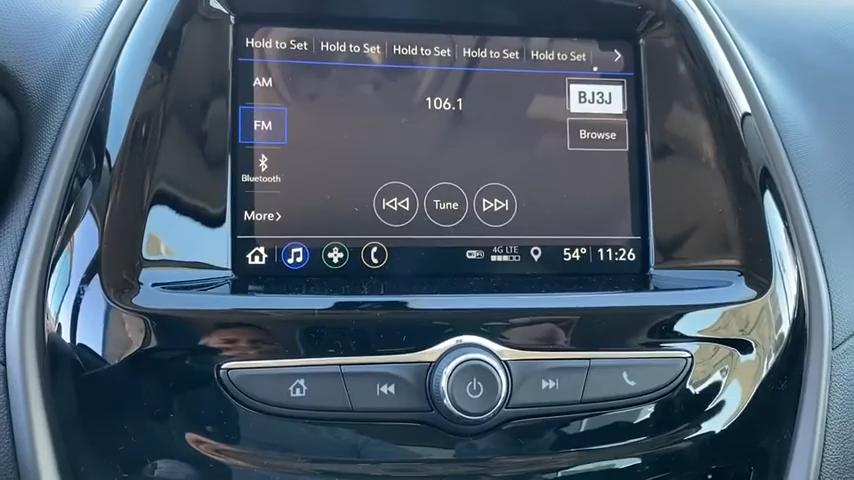 Hold to Set Hold to Set Hold to Set Hold to Set Hold to Set
AM
106.1
BJ3J
FM
Browse
Bluetooth
Tune
More
4G LTE
WiFi
54° 11:26